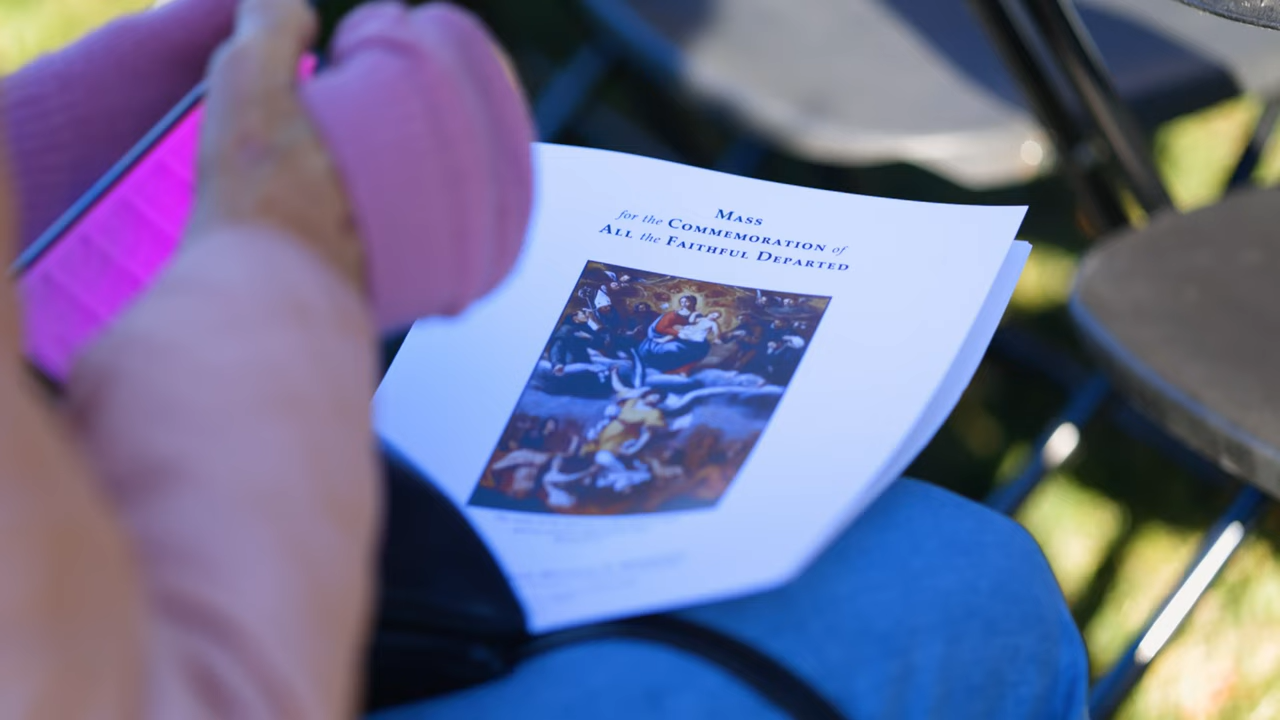 Mass
for the Commemoration of
All the Faithful Departed